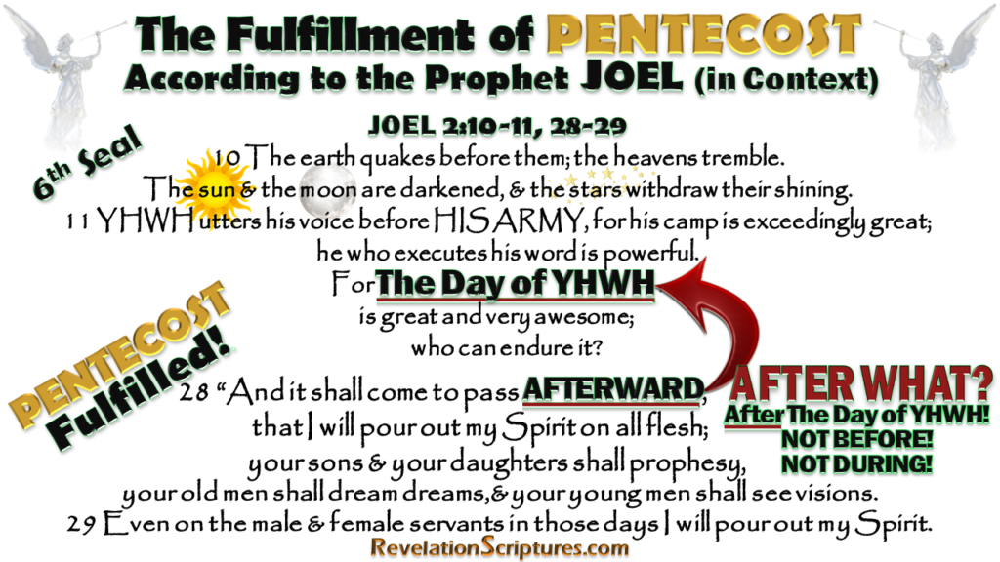 The Fulfillment of PENTECOST
According to the Prophet JOEL (in Context)
JOEL 2:10-11, 28-29
6th Seal
10 The earth quakes before them; the heavens tremble.
The sun & the moon are darkened, & the stars withdraw their shining.
11 YHWH utters his voice before HIS ARMY, for his camp is exceedingly great;
he who executes his word is powerful.
For The Day of YHWH
is great and very awesome;
who can endure it?
PENTECOST
Fulfilled!
28 “And it shall come to pass AFTERWARD,
AFTER WHAT?
After The Day of YHWH!
NOT BEFORE!
NOT DURING!
that I will pour out my Spirit on all flesh;
your sons & your daughters shall prophesy,
your old men shall dream dreams,& your young men shall see visions.
29 Even on the male & female servants in those days I will pour out my Spirit.
RevelationScriptures.com